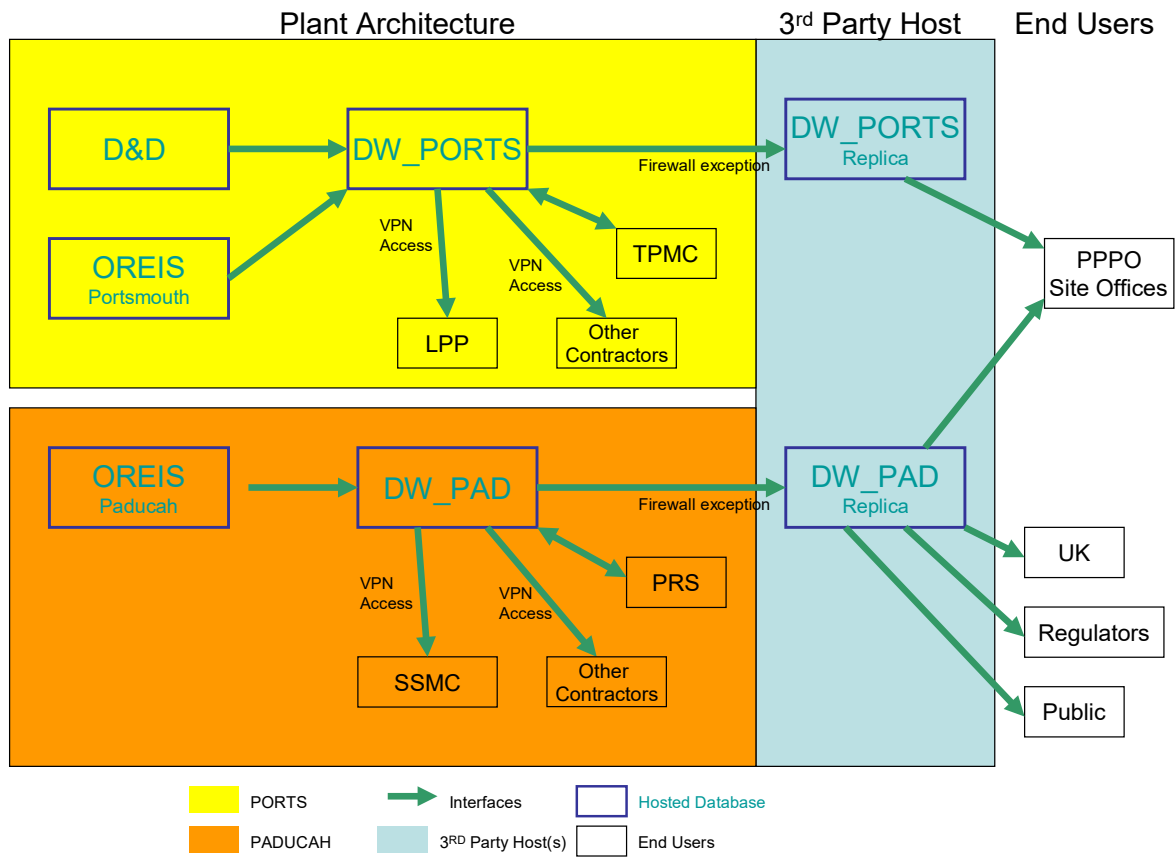 Plant Architecture
3rd Party Host
End Users
D&D
DW_PORTS
Firewall exception
DW_PORTS
Replica
VPN
Access
VPN
Access
TPMC
OREIS
Portsmouth
PPPO
Site Offices
LPP
Other
Contractors
OREIS
Paducah
DW_PAD
Firewall exception
DW_PAD
Replica
VPN
Access
VPN
Access
PRS
UK
SSMC
Other
Contractors
Regulators
Public
PORTS
Interfaces
Hosted Database
PADUCAH
3RD Party Host(s)
End Users